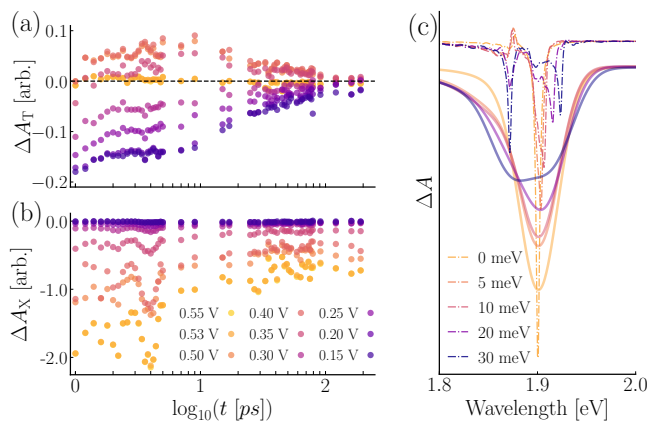 (a)
0.1
0.0
−0.1
−0.2
ΔA_T [arb.]
(b)
0.0
−1.0
−2.0
ΔA_X [arb.]
0.55 V 0.40 V 0.25 V
0.53 V 0.35 V 0.20 V
0.50 V 0.30 V 0.15 V
0 1 2
log₁₀(t [ps])
(c)
ΔA
0 meV
5 meV
10 meV
20 meV
30 meV
1.8 1.9 2.0
Wavelength [eV]